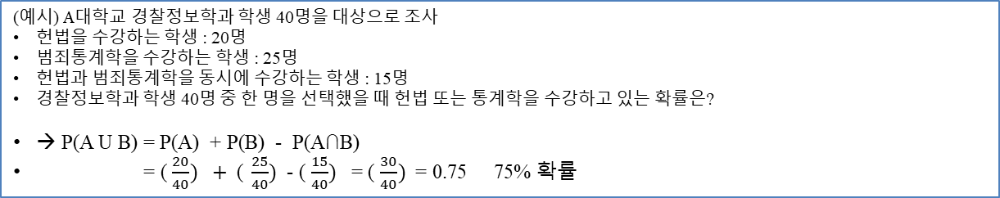 (예시) A대학교 경찰정보학과 학생 40명을 대상으로 조사
• 헌법을 수강하는 학생 : 20명
• 범죄통계학을 수강하는 학생 : 25명
• 헌법과 범죄통계학을 동시에 수강하는 학생 : 15명
• 경찰정보학과 학생 40명 중 한 명을 선택했을 때 헌법 또는 통계학을 수강하고 있는 확률은?
• → P(A U B) = P(A) + P(B) - P(A∩B)
• = (20/40) + (25/40) - (15/40) = (30/40) = 0.75 75% 확률